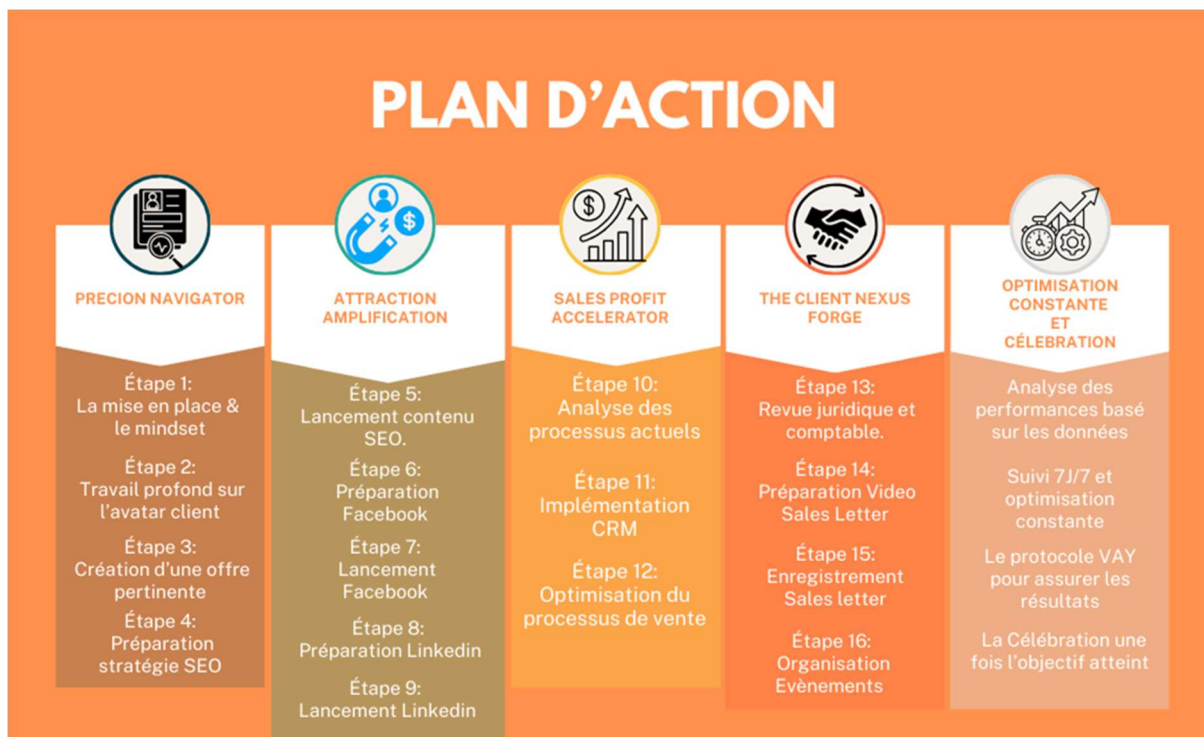 PLAN D’ACTION
PRECION NAVIGATOR
Étape 1:
La mise en place &
le mindset
Étape 2:
Travail profond sur
l’avatar client
Étape 3:
Création d’une offre
pertinente
Étape 4:
Préparation
stratégie SEO
ATTRACTION
AMPLIFICATION
Étape 5:
Lancement contenu
SEO.
Étape 6:
Préparation
Facebook
Étape 7:
Lancement
Facebook
Étape 8:
Préparation Linkedin
Étape 9:
Lancement Linkedin
SALES PROFIT
ACCELERATOR
Étape 10:
Analyse des
processus actuels
Étape 11:
Implémentation
CRM
Étape 12:
Optimisation du
processus de vente
THE CLIENT NEXUS
FORGE
Étape 13:
Revue juridique et
comptable.
Étape 14:
Préparation Video
Sales Letter
Étape 15:
Enregistrement
Sales letter
Étape 16:
Organisation
Evènements
OPTIMISATION
CONSTANTE
ET
CÉLEBRATION
Analyse des
performances basé
sur les données
Suivi 7J/7 et
optimisation
constante
Le protocole VAY
pour assurer les
résultats
La Célébration une
fois l’objectif atteint